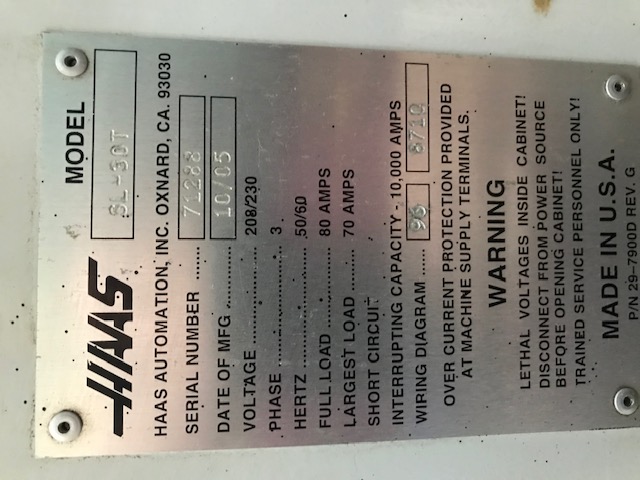 HAAS
MODEL SL-30T
HAAS AUTOMATION, INC. OXNARD, CA. 93030
SERIAL NUMBER ........ 71288
DATE OF MFG ........ 10/05
VOLTAGE ................ 208/230
PHASE .................... 3
HERTZ .................... 50/60
FULL LOAD .............. 80 AMPS
LARGEST LOAD ........ 70 AMPS
SHORT CIRCUIT
INTERRUPTING CAPACITY - 10,000 AMPS
WIRING DIAGRAM ...... 96 8710
OVER CURRENT PROTECTION PROVIDED
AT MACHINE SUPPLY TERMINALS.
WARNING
LETHAL VOLTAGES INSIDE CABINET!
DISCONNECT FROM POWER SOURCE
BEFORE OPENING CABINET!
TRAINED SERVICE PERSONNEL ONLY!
MADE IN U.S.A.
P/N 29-7900D REV. G